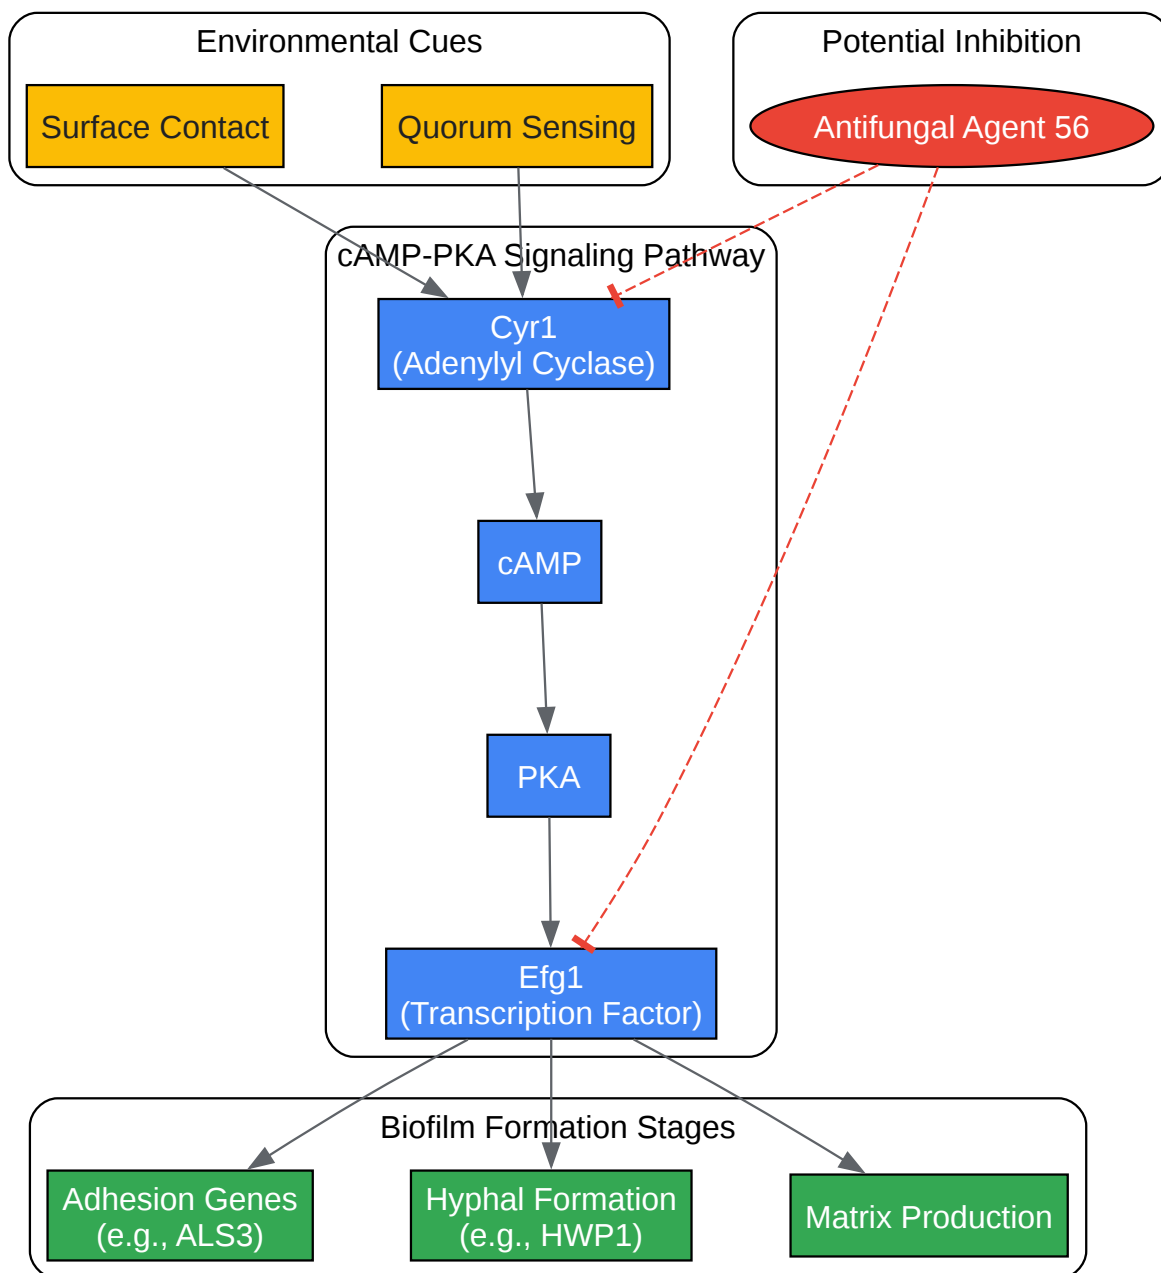 Environmental Cues
Surface Contact
Quorum Sensing
Potential Inhibition
Antifungal Agent 56
cAMP-PKA Signaling Pathway
Cyr1
(Adenylyl Cyclase)
cAMP
PKA
Efg1
(Transcription Factor)
Biofilm Formation Stages
Adhesion Genes
(e.g., ALS3)
Hyphal Formation
(e.g., HWP1)
Matrix Production